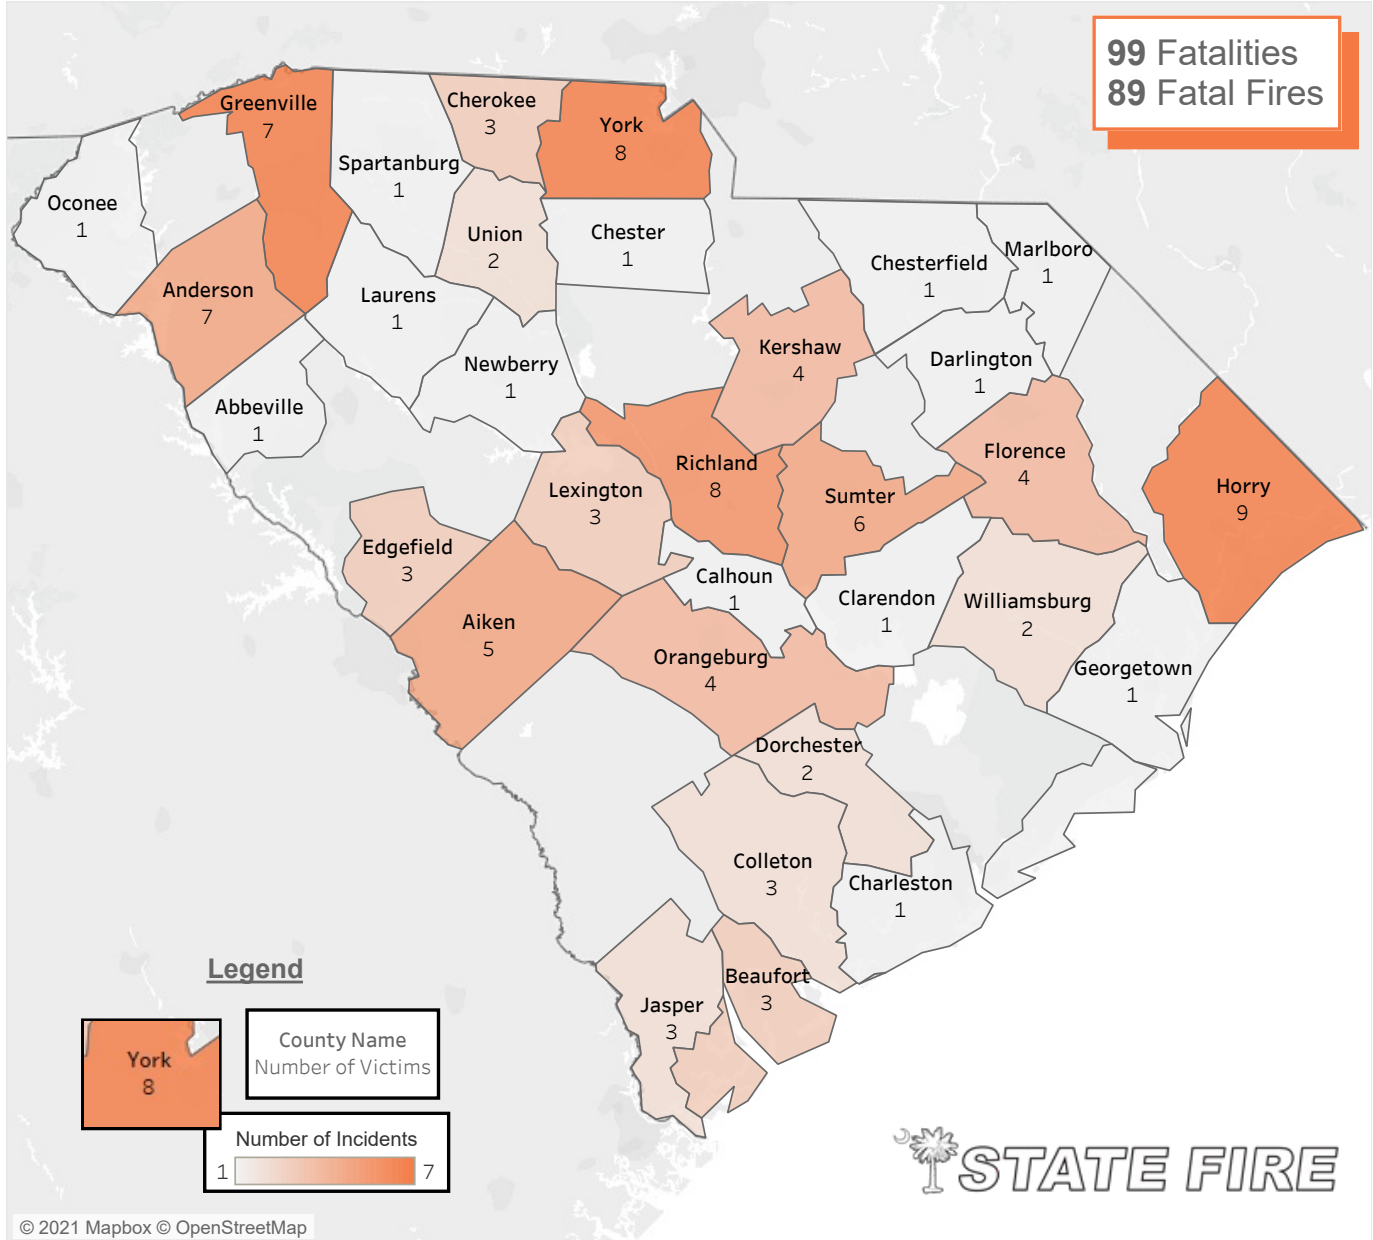 99 Fatalities
89 Fatal Fires
Greenville
7
Cherokee
3
York
8
Spartanburg
1
Oconee
1
Union
2
Chester
1
Chesterfield
1
Marlboro
1
Anderson
7
Laurens
1
Kershaw
4
Darlington
1
Newberry
1
Abbeville
1
Florence
4
Richland
8
Lexington
3
Sumter
6
Horry
9
Edgefield
3
Calhoun
1
Clarendon
1
Williamsburg
2
Aiken
5
Orangeburg
4
Georgetown
1
Dorchester
2
Colleton
3
Charleston
1
Beaufort
3
Jasper
3
Legend
York
8
County Name
Number of Victims
Number of Incidents
1 7
STATE FIRE
© 2021 Mapbox © OpenStreetMap